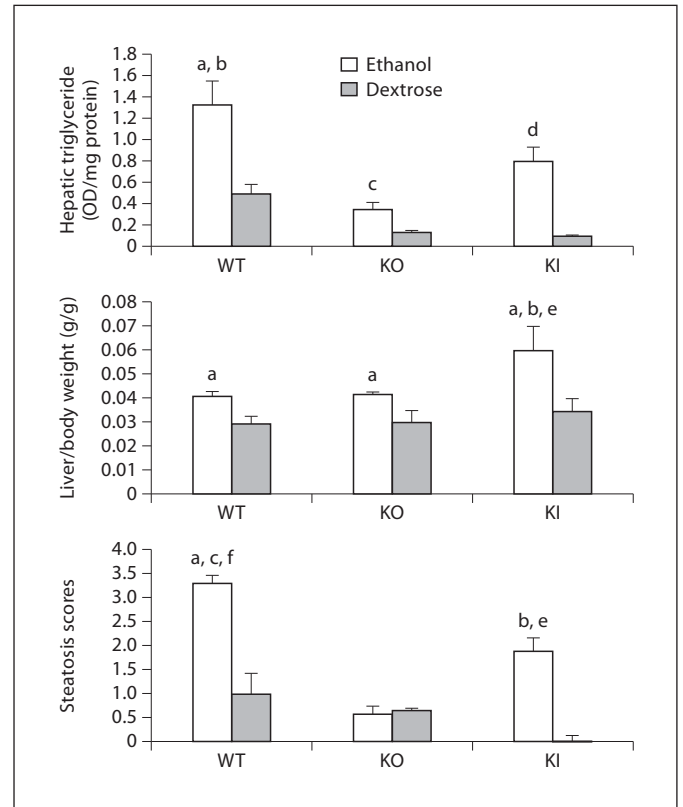 Hepatic triglyceride
(OD/mg protein)
1.8
1.6
1.4
1.2
1.0
0.8
0.6
0.4
0.2
0
a, b
c
d
Ethanol
Dextrose
WT
KO
KI
Liver/body weight (g/g)
0.08
0.07
0.06
0.05
0.04
0.03
0.02
0.01
0
a
a
a, b, e
WT
KO
KI
Steatosis scores
4.0
3.5
3.0
2.5
2.0
1.5
1.0
0.5
0
a, c, f
b, e
WT
KO
KI